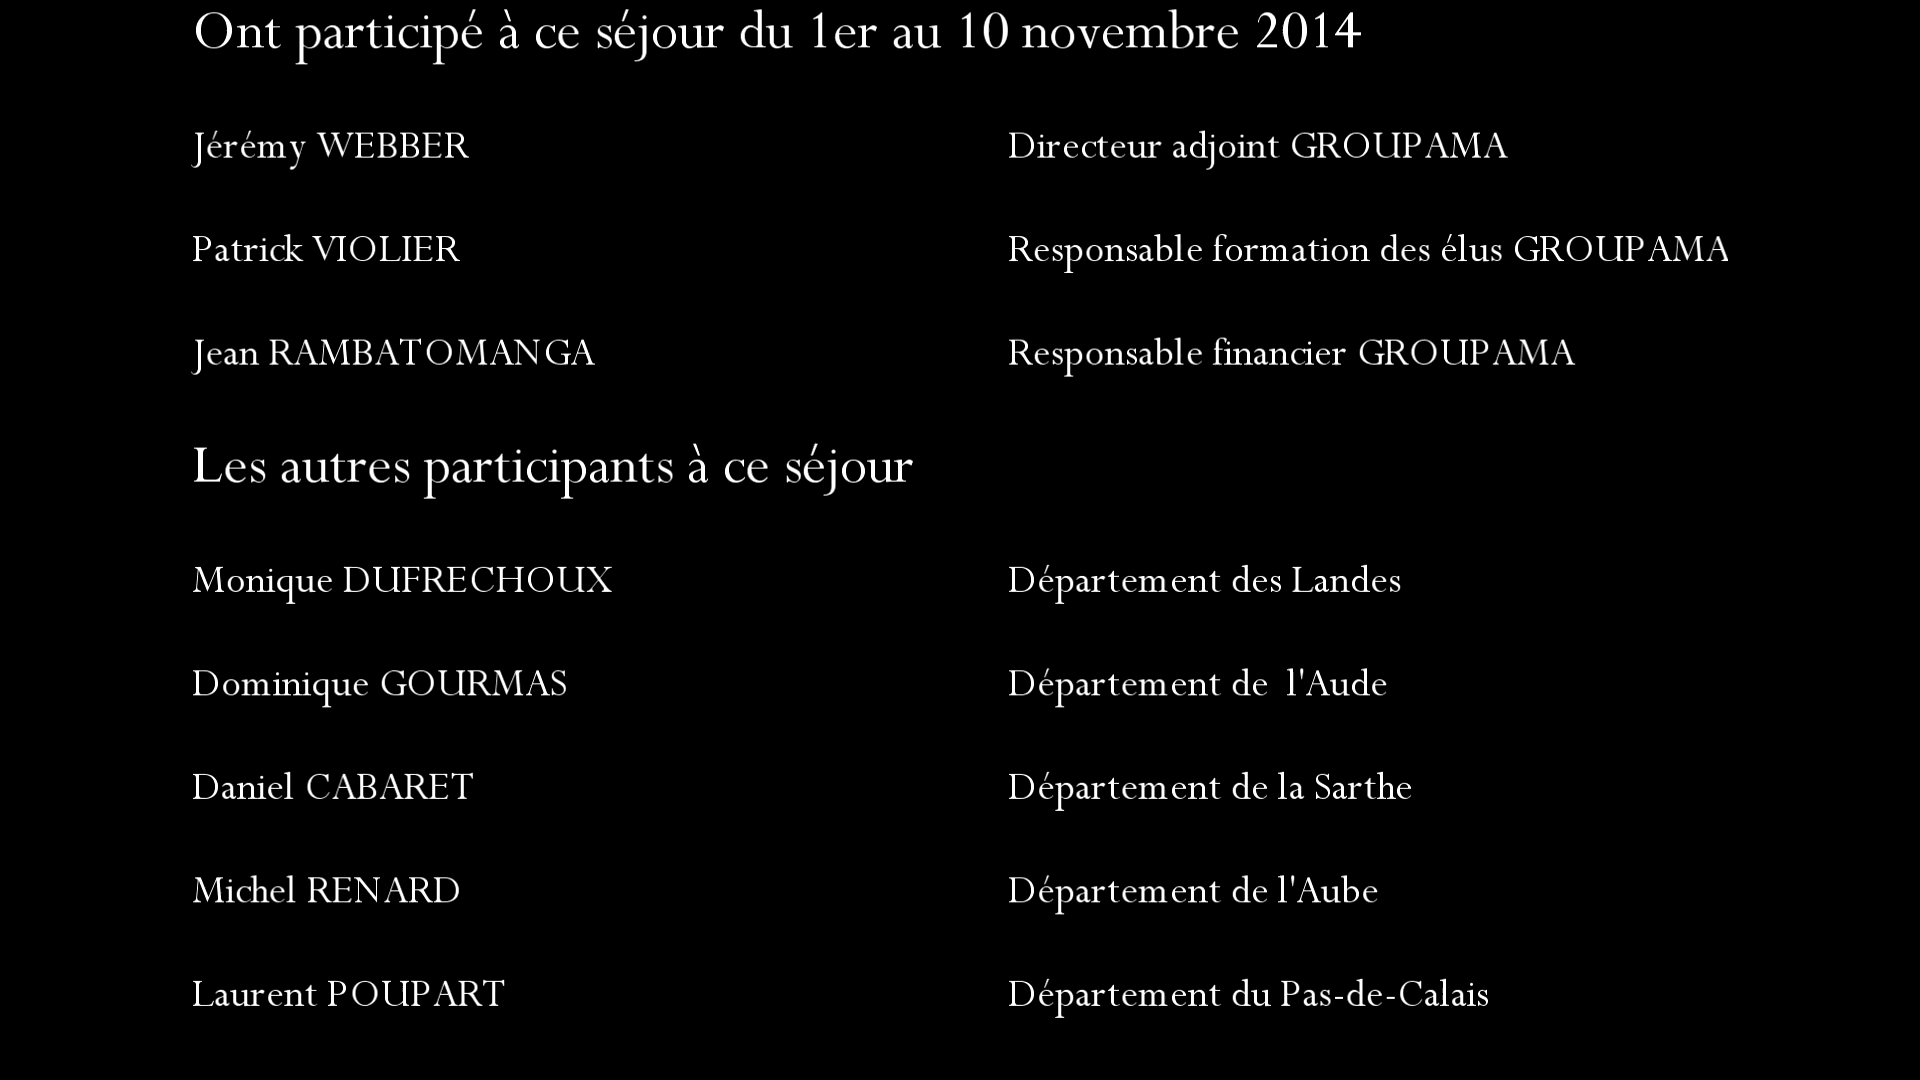 Ont participé à ce séjour du 1er au 10 novembre 2014
Jérémy WEBBER Directeur adjoint GROUPAMA
Patrick VIOLIER Responsable formation des élus GROUPAMA
Jean RAMBATOMANGA Responsable financier GROUPAMA
Les autres participants à ce séjour
Monique DUFRECHOUX Département des Landes
Dominique GOURMAS Département de  l'Aude
Daniel CABARET Département de la Sarthe
Michel RENARD Département de l'Aube
Laurent POUPART Département du Pas-de-Calais